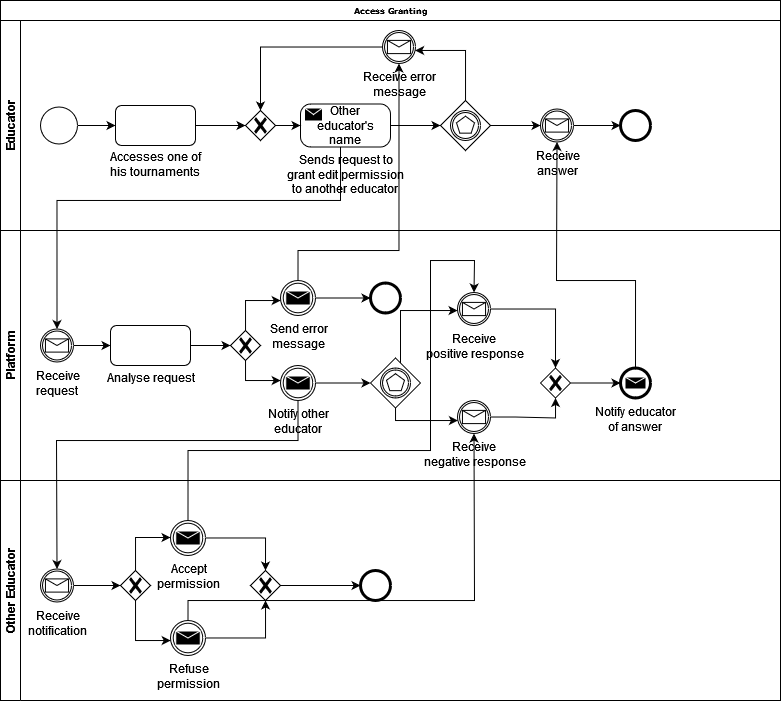 Access Granting
Educator
Receive error
message
Other
educator's
name
Accesses one of
his tournaments
Sends request to
grant edit permission
to another educator
Receive
answer
Platform
Send error
message
Receive
positive response
Receive
request
Analyse request
Notify other
educator
Notify educator
of answer
Receive
negative response
Other Educator
Accept
permission
Receive
notification
Refuse
permission